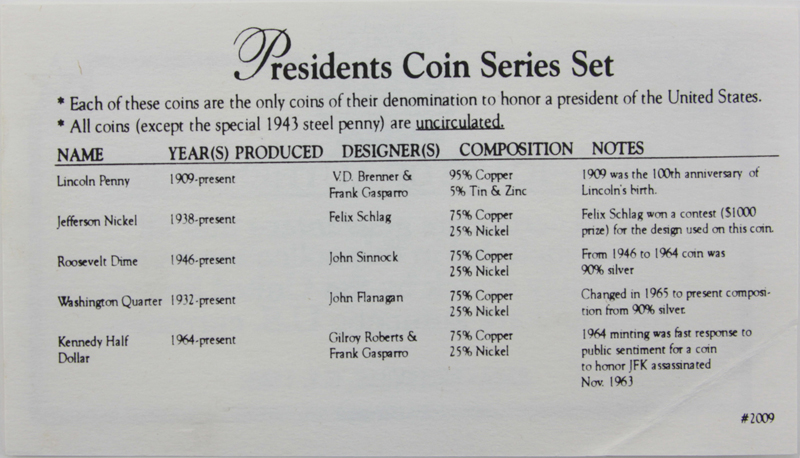 Presidents Coin Series Set
* Each of these coins are the only coins of their denomination to honor a president of the United States.
* All coins (except the special 1943 steel penny) are uncirculated.
NAME YEAR(S) PRODUCED DESIGNER(S) COMPOSITION NOTES
Lincoln Penny 1909-present V.D. Brenner & 95% Copper 1909 was the 100th anniversary of
Frank Gasparro 5% Tin & Zinc Lincoln's birth.
Jefferson Nickel 1938-present Felix Schlag 75% Copper Felix Schlag won a contest ($1000
25% Nickel prize) for the design used on this coin.
Roosevelt Dime 1946-present John Sinnock 75% Copper From 1946 to 1964 coin was
25% Nickel 90% silver
Washington Quarter 1932-present John Flanagan 75% Copper Changed in 1965 to present composi-
25% Nickel tion from 90% silver.
Kennedy Half 1964-present Gilroy Roberts & 75% Copper 1964 minting was fast response to
Dollar Frank Gasparro 25% Nickel public sentiment for a coin
to honor JFK assassinated
Nov. 1963
#2009